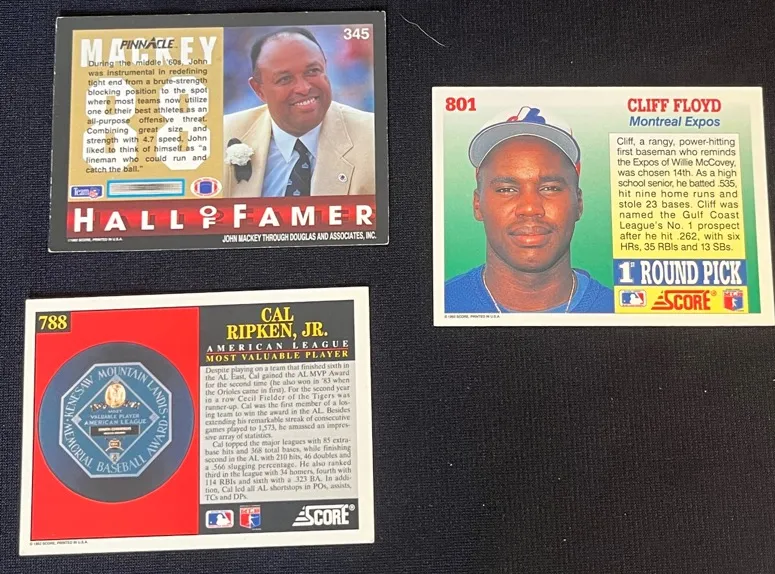 MACKEY
PINNACLE
345
During the middle '60s, John
was instrumental in redefining
tight end from a brute-strength
blocking position to the spot
where most teams now utilize
one of their best athletes as an
all-purpose offensive threat.
Combining great size and
strength with 4.7 speed, John
liked to think of himself as "a
lineman who could run and
catch the ball."
88
Team NFL
HALL OF FAMER
JOHN MACKEY THROUGH DOUGLAS AND ASSOCIATES, INC.
SCORE, PRINTED IN U.S.A.
801
CLIFF FLOYD
Montreal Expos
Cliff, a rangy, power-hitting
first baseman who reminds
the Expos of Willie McCovey,
was chosen 14th. As a high
school senior, he batted .535,
hit nine home runs and
stole 23 bases. Cliff was
named the Gulf Coast
League's No. 1 prospect
after he hit .262, with six
HRs, 35 RBIs and 13 SBs.
1st ROUND PICK
SCORE®
SCORE, PRINTED IN U.S.A.
788
CAL
RIPKEN, JR.
AMERICAN LEAGUE
MOST VALUABLE PLAYER
KENESAW MOUNTAIN LANDIS
MEMORIAL BASEBALL AWARD
MOST
VALUABLE PLAYER
AMERICAN LEAGUE
Despite playing on a team that finished sixth in
the AL East, Cal gained the AL MVP Award
for the second time (he also won in '83 when
the Orioles came in first). For the second year
in a row Cecil Fielder of the Tigers was
runner-up. Cal was the first member of a los-
ing team to win the award in the AL. Besides
extending his remarkable streak of consecutive
games played to 1,573, he smashed an impres-
sive array of statistics.
Cal topped the major leagues with 85 extra-
base hits and 368 total bases, while finishing
second in the AL with 210 hits, 46 doubles and
a .566 slugging percentage. He also ranked
third in the league with 34 homers, fourth with
114 RBIs and sixth with a .323 BA. In addi-
tion, Cal led all AL shortstops in POs, assists,
TCs and DPs.
SCORE®
SCORE, PRINTED IN U.S.A.